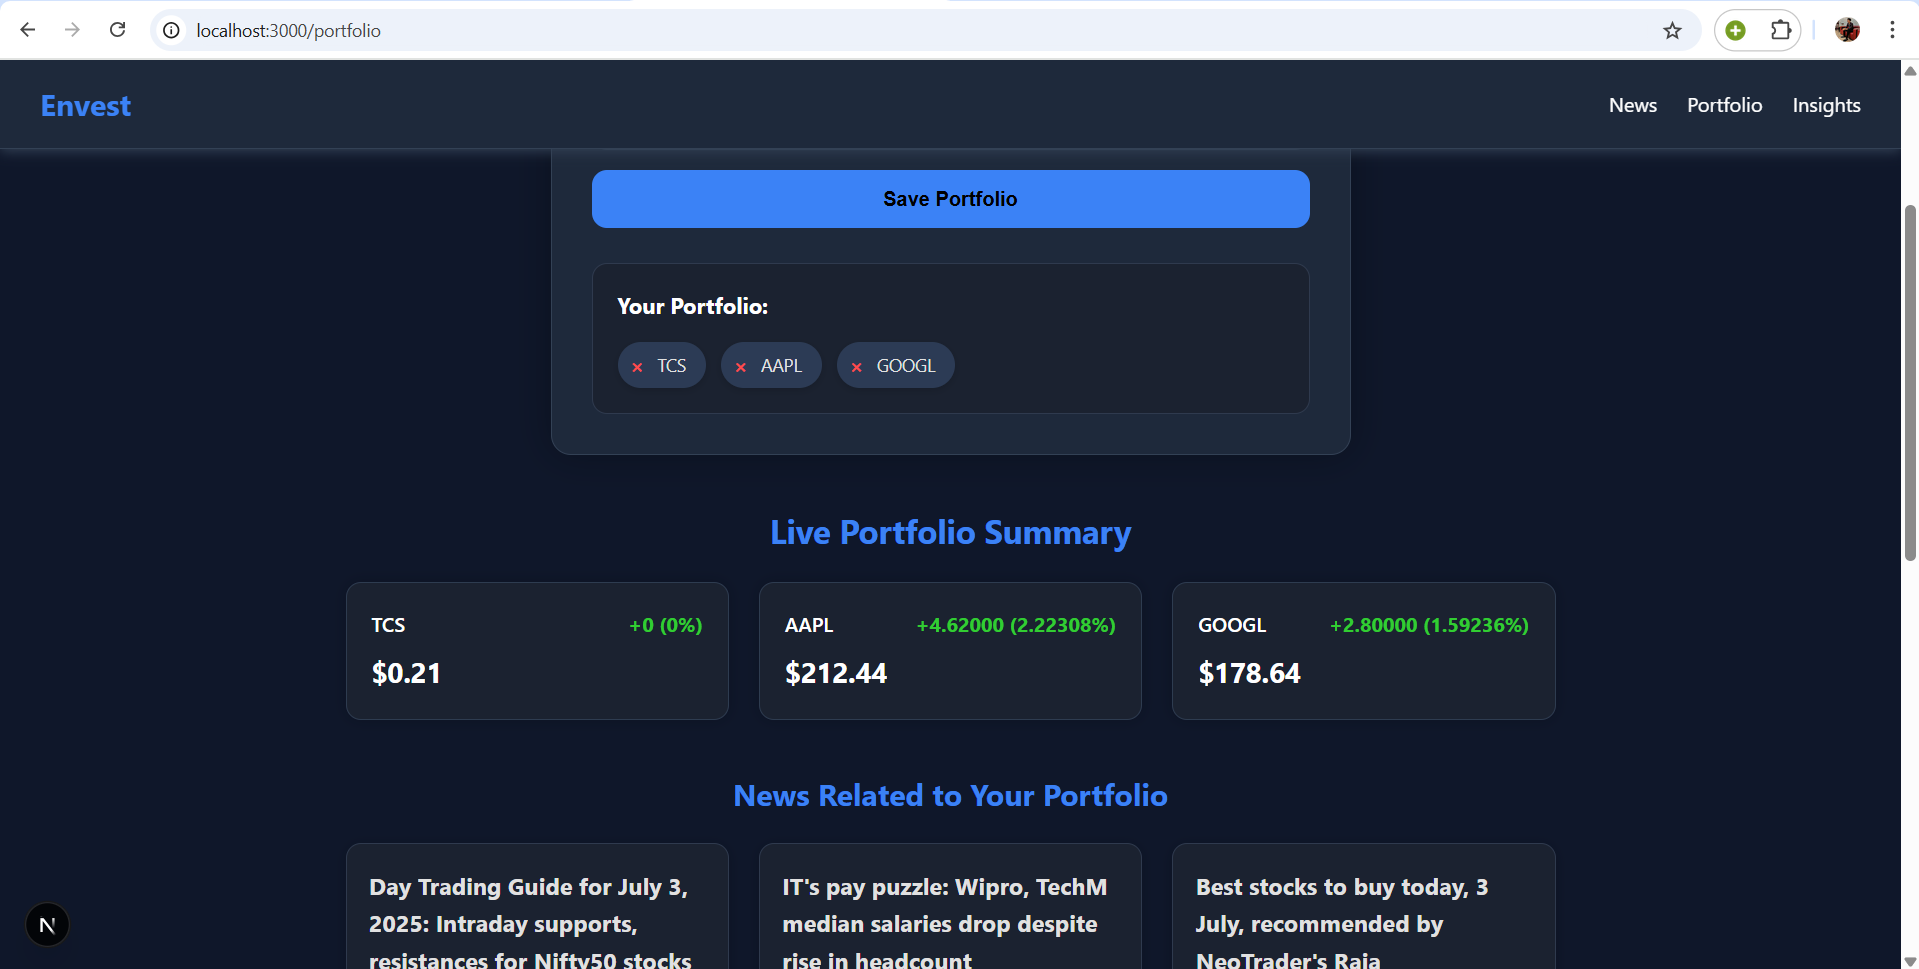 localhost:3000/portfolio
Envest
News Portfolio Insights
Save Portfolio
Your Portfolio:
× TCS × AAPL × GOOGL
Live Portfolio Summary
TCS +0 (0%)
$0.21
AAPL +4.62000 (2.22308%)
$212.44
GOOGL +2.80000 (1.59236%)
$178.64
News Related to Your Portfolio
Day Trading Guide for July 3,
2025: Intraday supports,
resistances for Nifty50 stocks
IT's pay puzzle: Wipro, TechM
median salaries drop despite
rise in headcount
Best stocks to buy today, 3
July, recommended by
NeoTrader's Raja
N